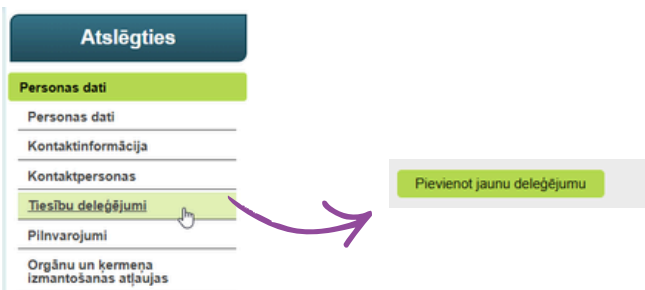 Atslēgties
Personas dati
Personas dati
Kontaktinformācija
Kontaktpersonas
Tiesību deleģējumi
Pilnvarojumi
Orgānu un ķermeņa
izmantošanas atļaujas
Pievienot jaunu deleģējumu